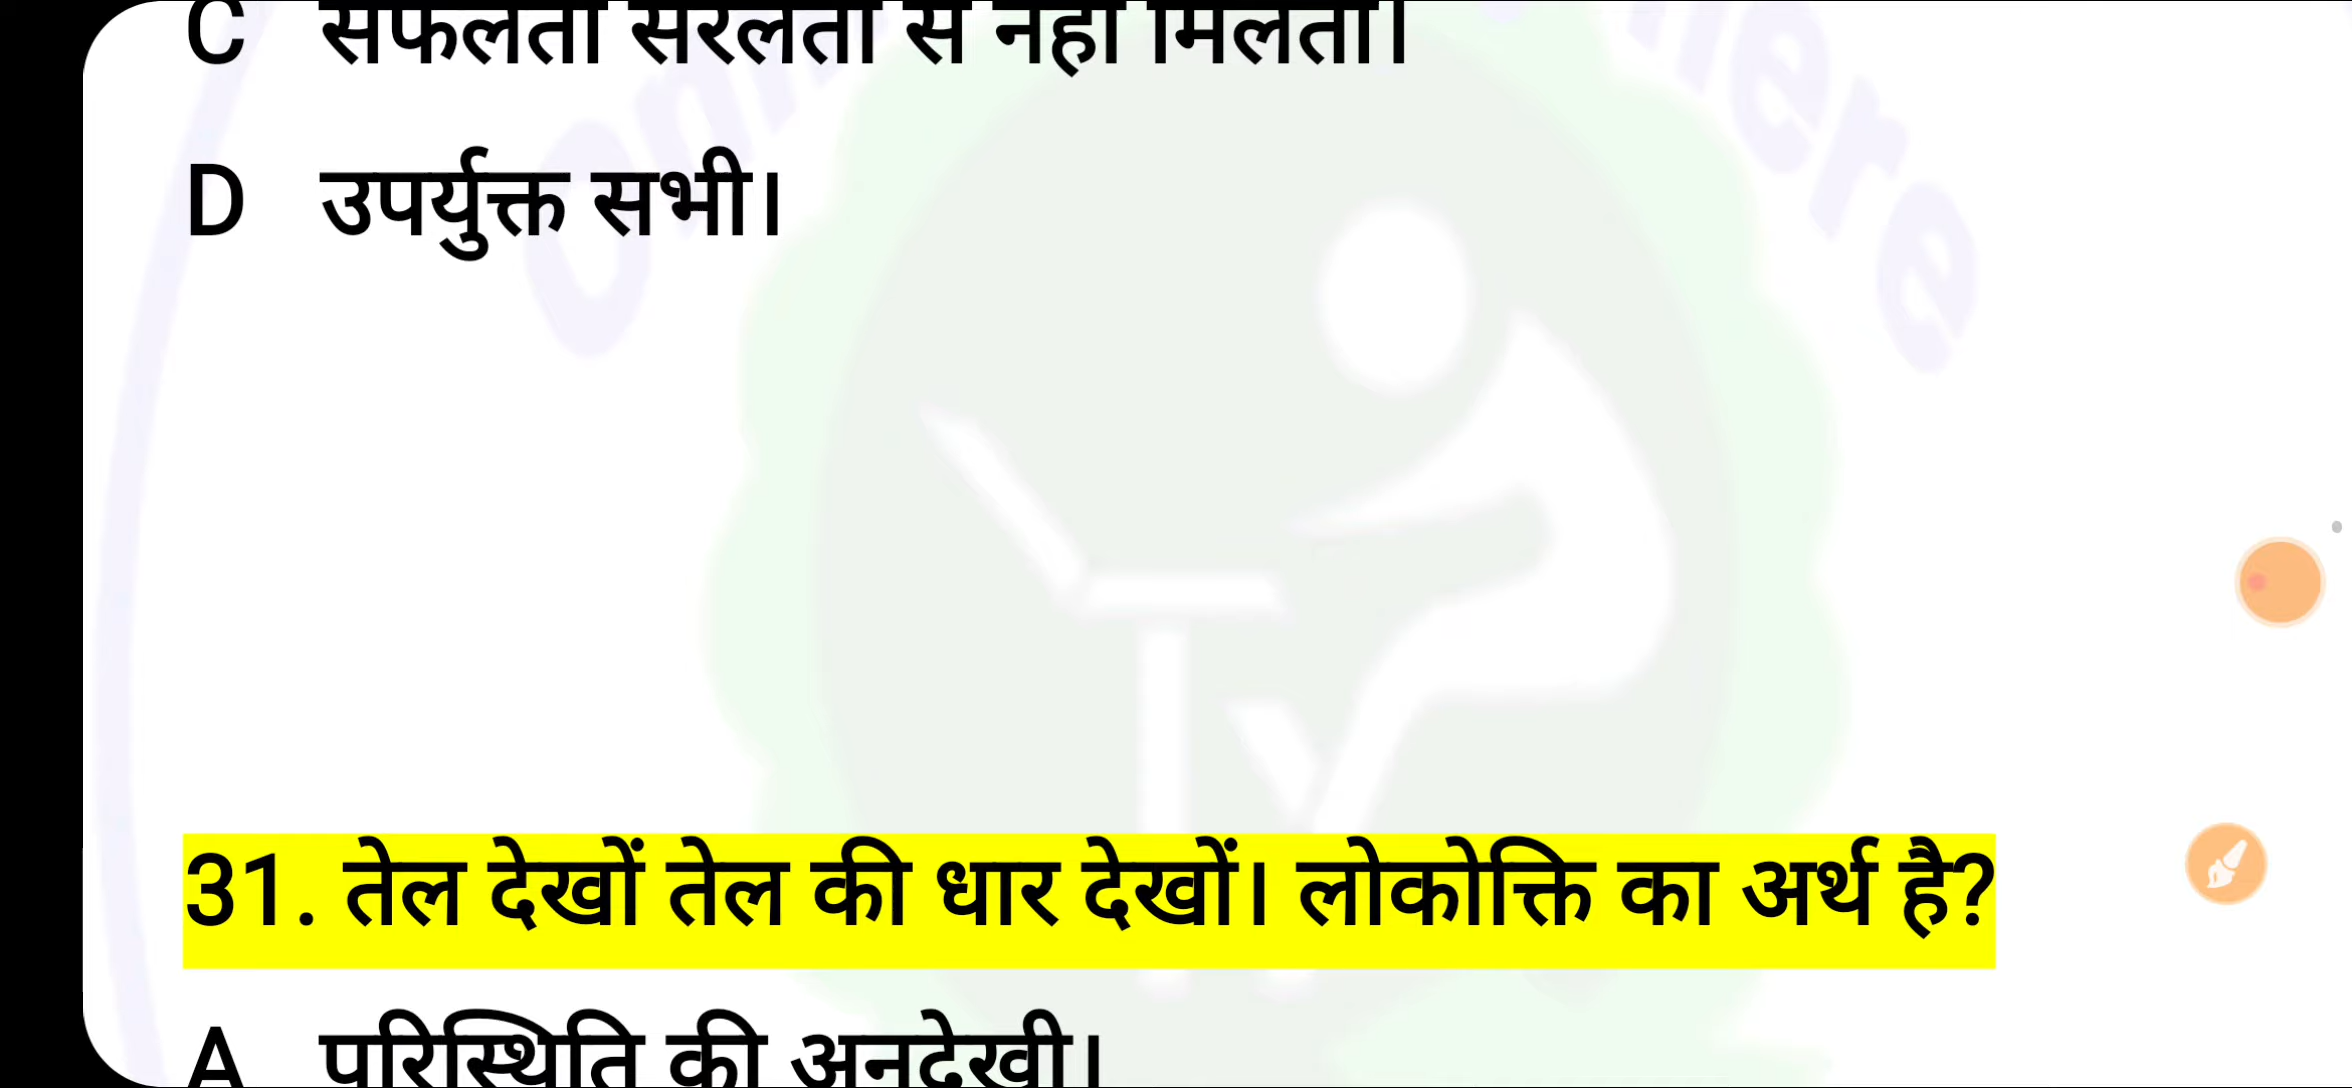 C सफलता सरलता से नहीं मिलती।
D उपर्युक्त सभी।
31. तेल देखों तेल की धार देखों। लोकोक्ति का अर्थ है?
A परिस्थिति की अनदेखी।